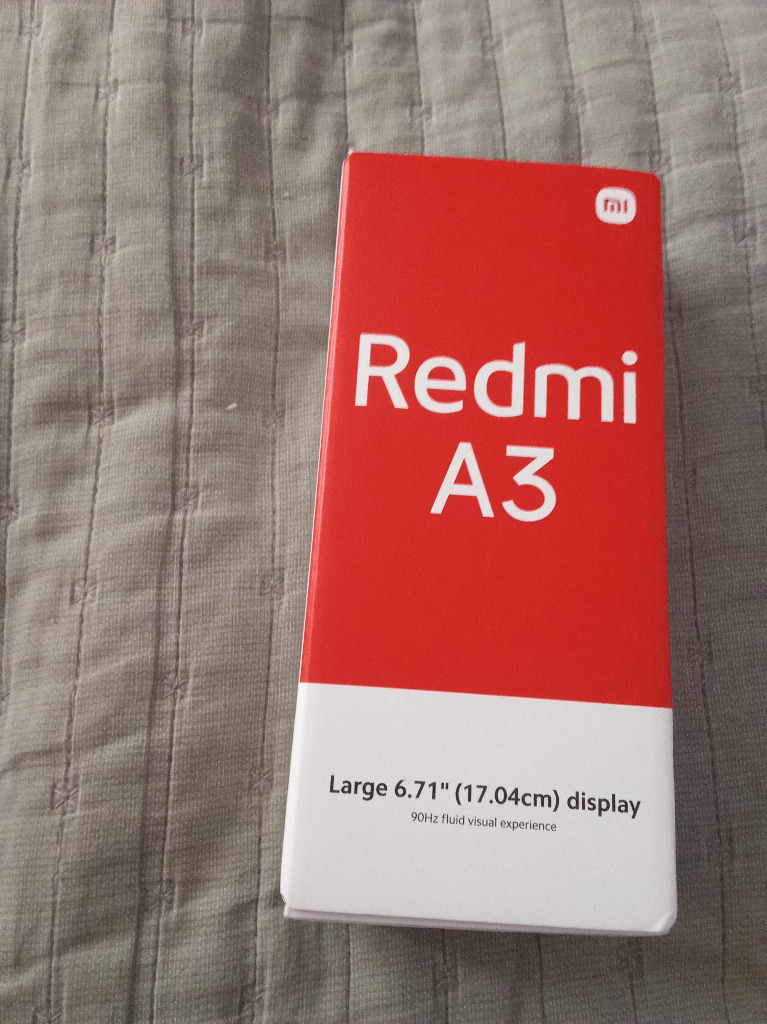 mi
Redmi
A3
Large 6.71" (17.04cm) display
90Hz fluid visual experience